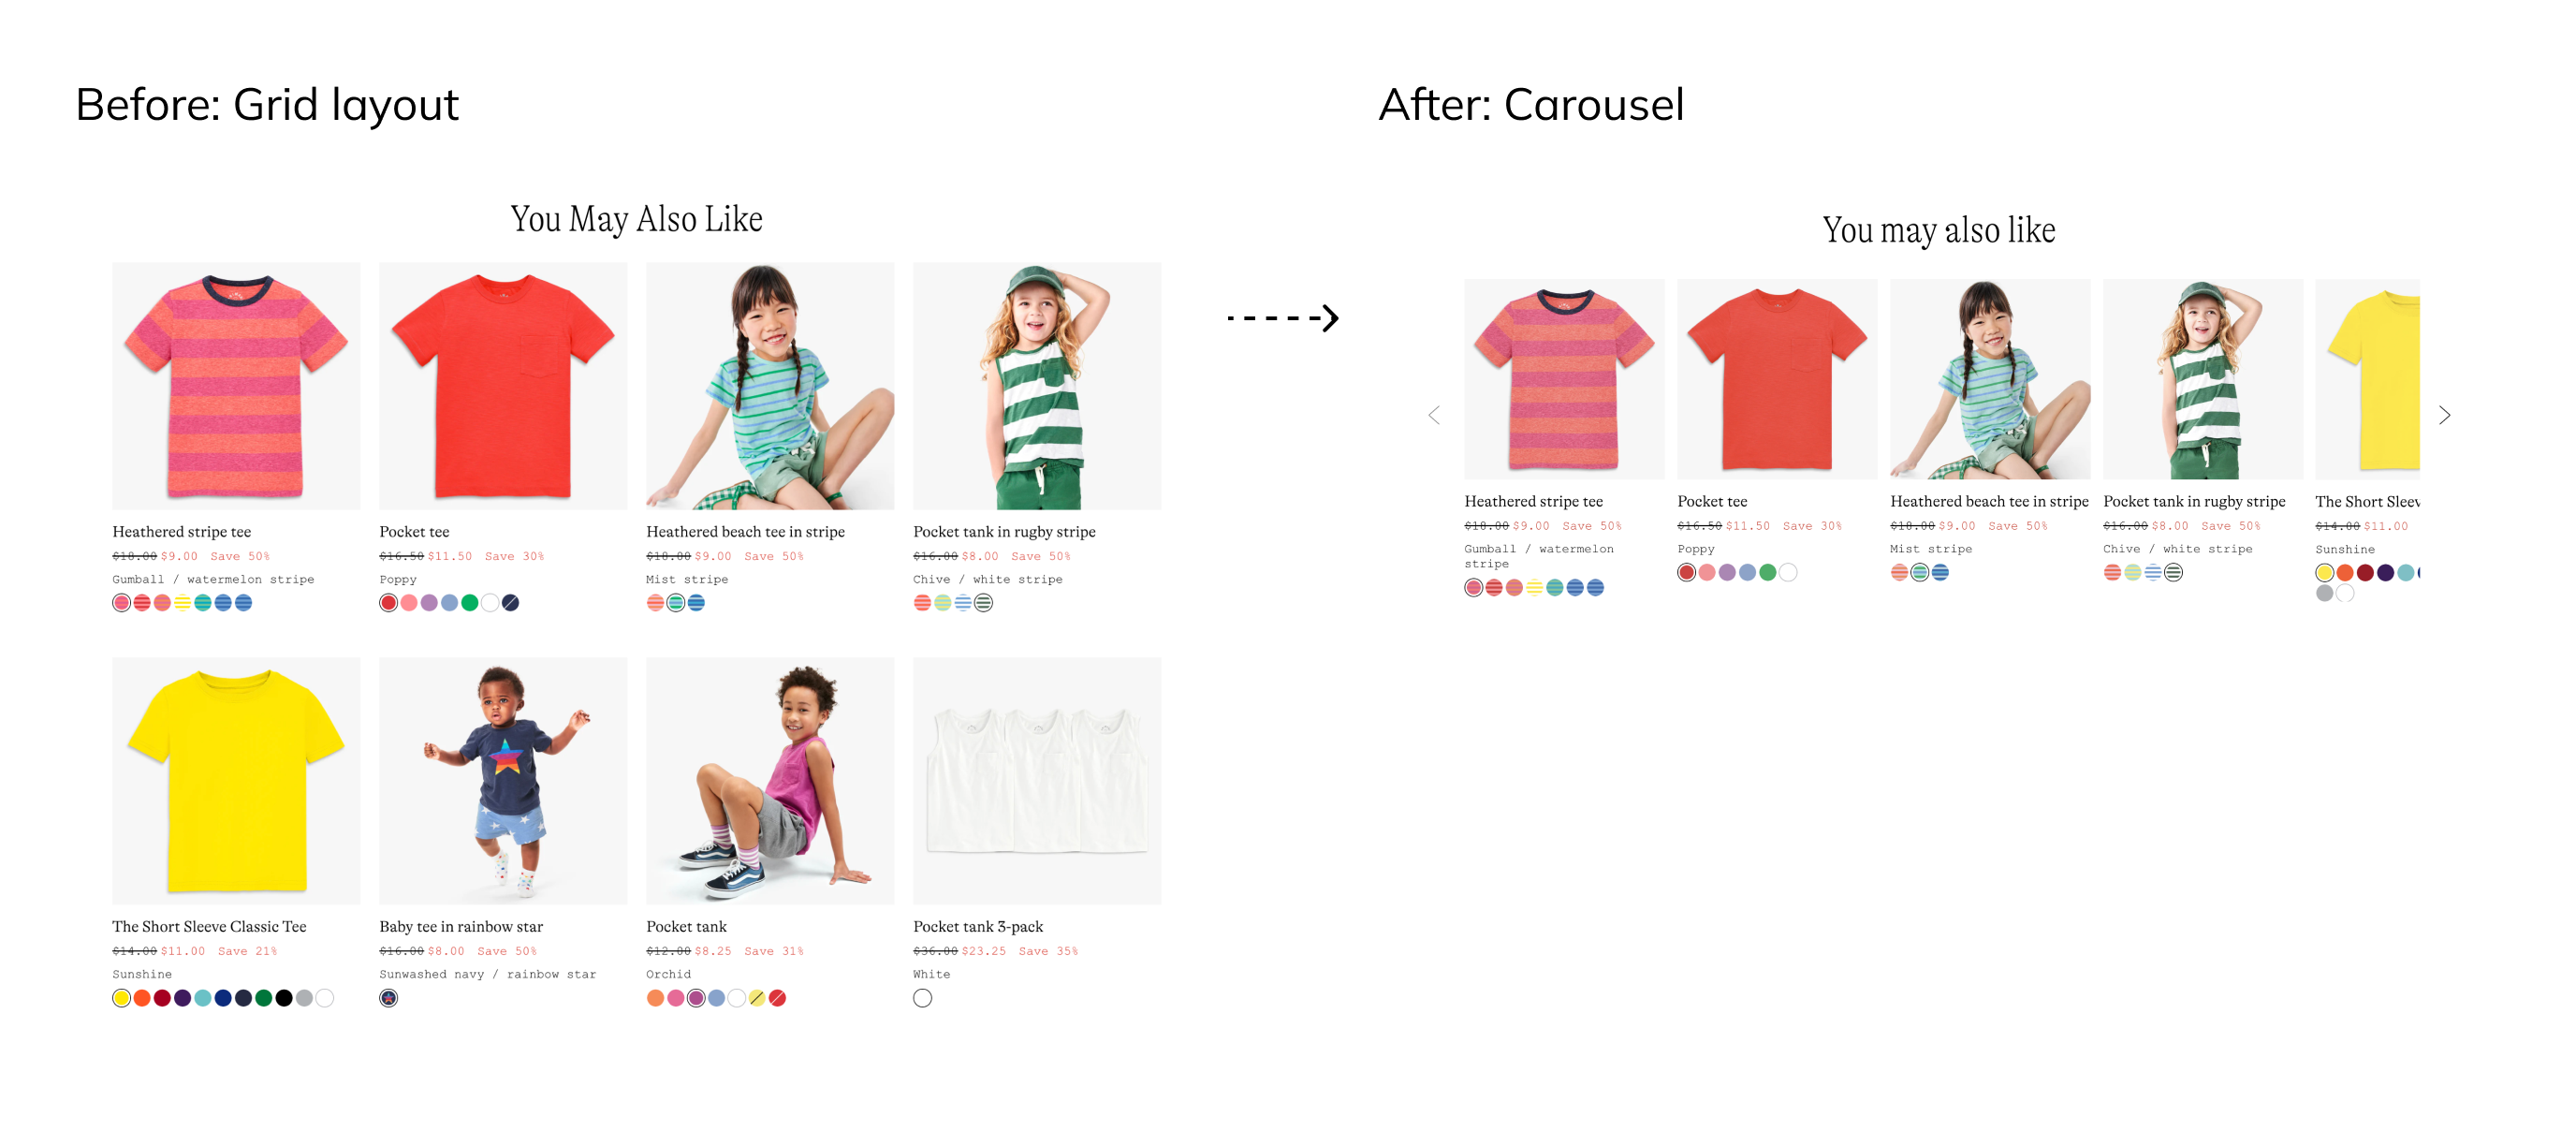 Before: Grid layout
You May Also Like
Heathered stripe tee
$18.00 $9.00 Save 50%
Gumball / watermelon stripe
Pocket tee
$16.50 $11.50 Save 30%
Poppy
Heathered beach tee in stripe
$18.00 $9.00 Save 50%
Mist stripe
Pocket tank in rugby stripe
$16.00 $8.00 Save 50%
Chive / white stripe
The Short Sleeve Classic Tee
$14.00 $11.00 Save 21%
Sunshine
Baby tee in rainbow star
$16.00 $8.00 Save 50%
Sunwashed navy / rainbow star
Pocket tank
$12.00 $8.25 Save 31%
Orchid
Pocket tank 3-pack
$36.00 $23.25 Save 35%
White
After: Carousel
You may also like
Heathered stripe tee
$18.00 $9.00 Save 50%
Gumball / watermelon
stripe
Pocket tee
$16.50 $11.50 Save 30%
Poppy
Heathered beach tee in stripe
$18.00 $9.00 Save 50%
Mist stripe
Pocket tank in rugby stripe
$16.00 $8.00 Save 50%
Chive / white stripe
The Short Sleev
$14.00 $11.00
Sunshine